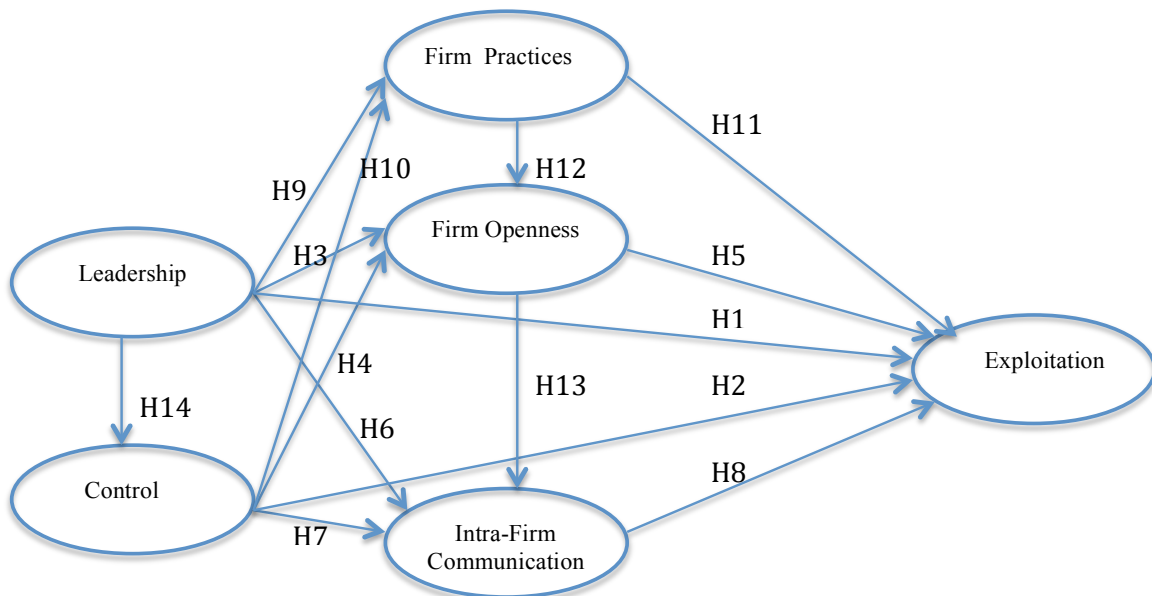 Firm Practices
H11
H10
H12
H9
Firm Openness
H3
H5
Leadership
H1
H4
H2
Exploitation
H13
H14
H6
H8
Control
H7
Intra-Firm
Communication